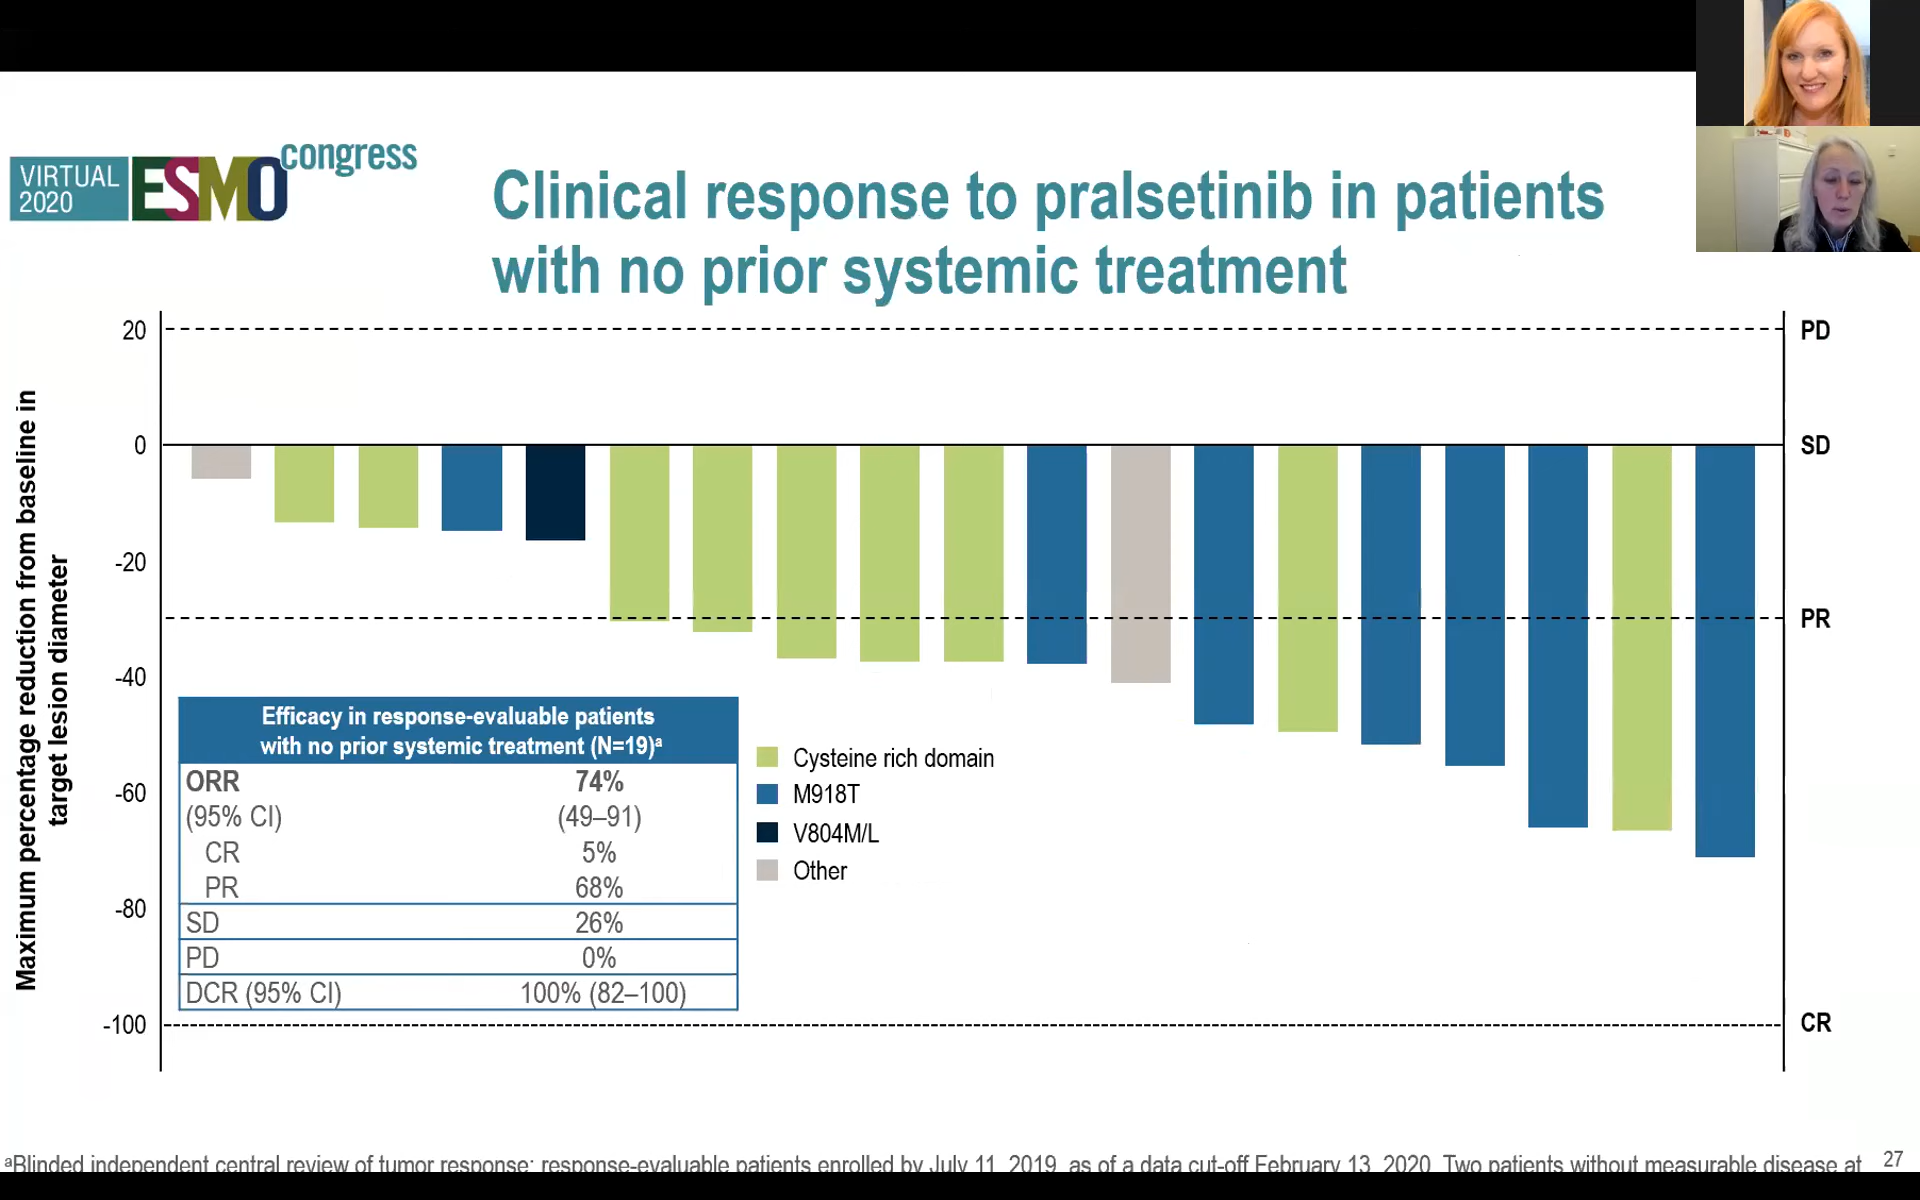 VIRTUAL
2020
ESMO
congress
Clinical response to pralsetinib in patients
with no prior systemic treatment
Maximum percentage reduction from baseline in
target lesion diameter
20
0
-20
-40
-60
-80
-100
PD
SD
PR
CR
Efficacy in response-evaluable patients
with no prior systemic treatment (N=19)ᵃ
ORR 74%
(95% CI) (49–91)
CR 5%
PR 68%
SD 26%
PD 0%
DCR (95% CI) 100% (82–100)
Cysteine rich domain
M918T
V804M/L
Other
ᵃBlinded independent central review of tumor response; response-evaluable patients enrolled by July 11, 2019, as of a data cut-off February 13, 2020. Two patients without measurable disease at
27